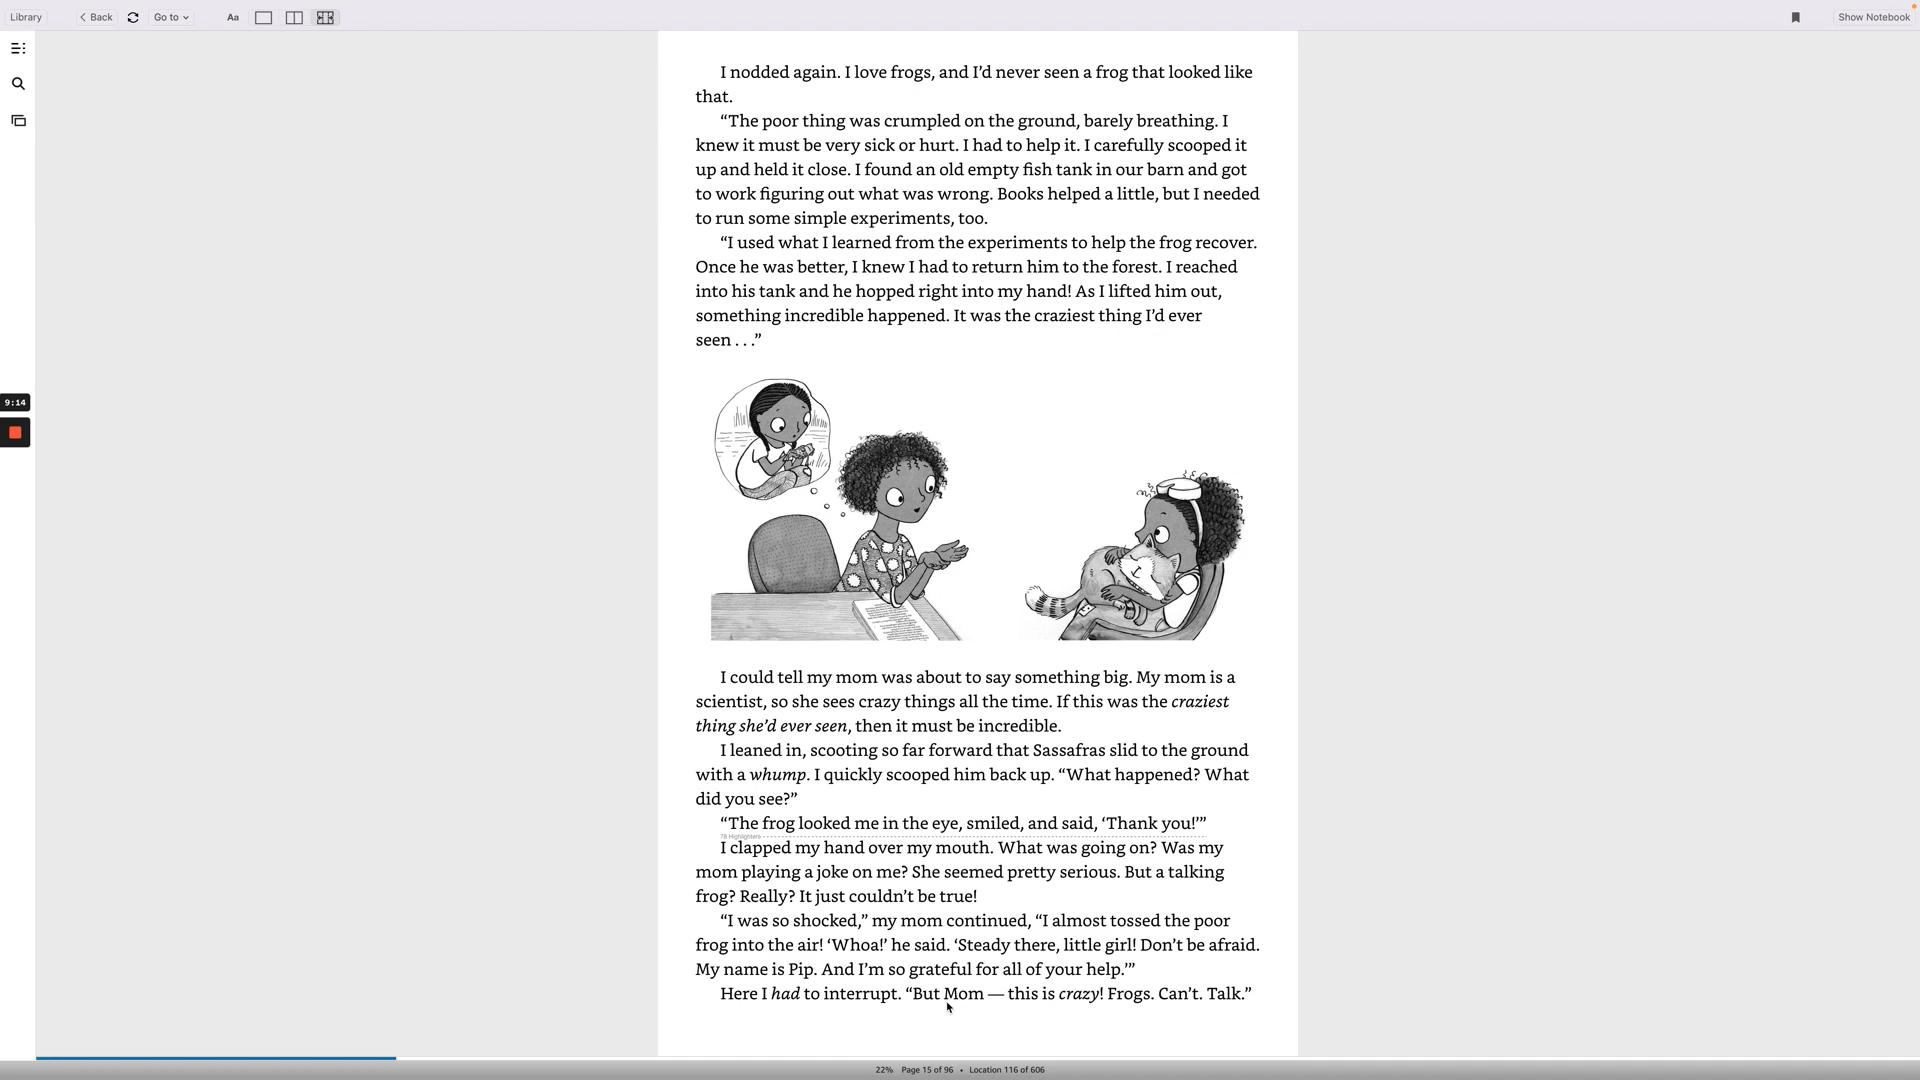 Library
Back
Go to
Aa
Show Notebook
I nodded again. I love frogs, and I’d never seen a frog that looked like
that.
“The poor thing was crumpled on the ground, barely breathing. I
knew it must be very sick or hurt. I had to help it. I carefully scooped it
up and held it close. I found an old empty fish tank in our barn and got
to work figuring out what was wrong. Books helped a little, but I needed
to run some simple experiments, too.
“I used what I learned from the experiments to help the frog recover.
Once he was better, I knew I had to return him to the forest. I reached
into his tank and he hopped right into my hand! As I lifted him out,
something incredible happened. It was the craziest thing I’d ever
seen . . .”
9:14
I could tell my mom was about to say something big. My mom is a
scientist, so she sees crazy things all the time. If this was the craziest
thing she’d ever seen, then it must be incredible.
I leaned in, scooting so far forward that Sassafras slid to the ground
with a whump. I quickly scooped him back up. “What happened? What
did you see?”
“The frog looked me in the eye, smiled, and said, ‘Thank you!’”
78 Highlighters
I clapped my hand over my mouth. What was going on? Was my
mom playing a joke on me? She seemed pretty serious. But a talking
frog? Really? It just couldn’t be true!
“I was so shocked,” my mom continued, “I almost tossed the poor
frog into the air! ‘Whoa!’ he said. ‘Steady there, little girl! Don’t be afraid.
My name is Pip. And I’m so grateful for all of your help.’”
Here I had to interrupt. “But Mom — this is crazy! Frogs. Can’t. Talk.”
22% Page 15 of 96 • Location 116 of 606